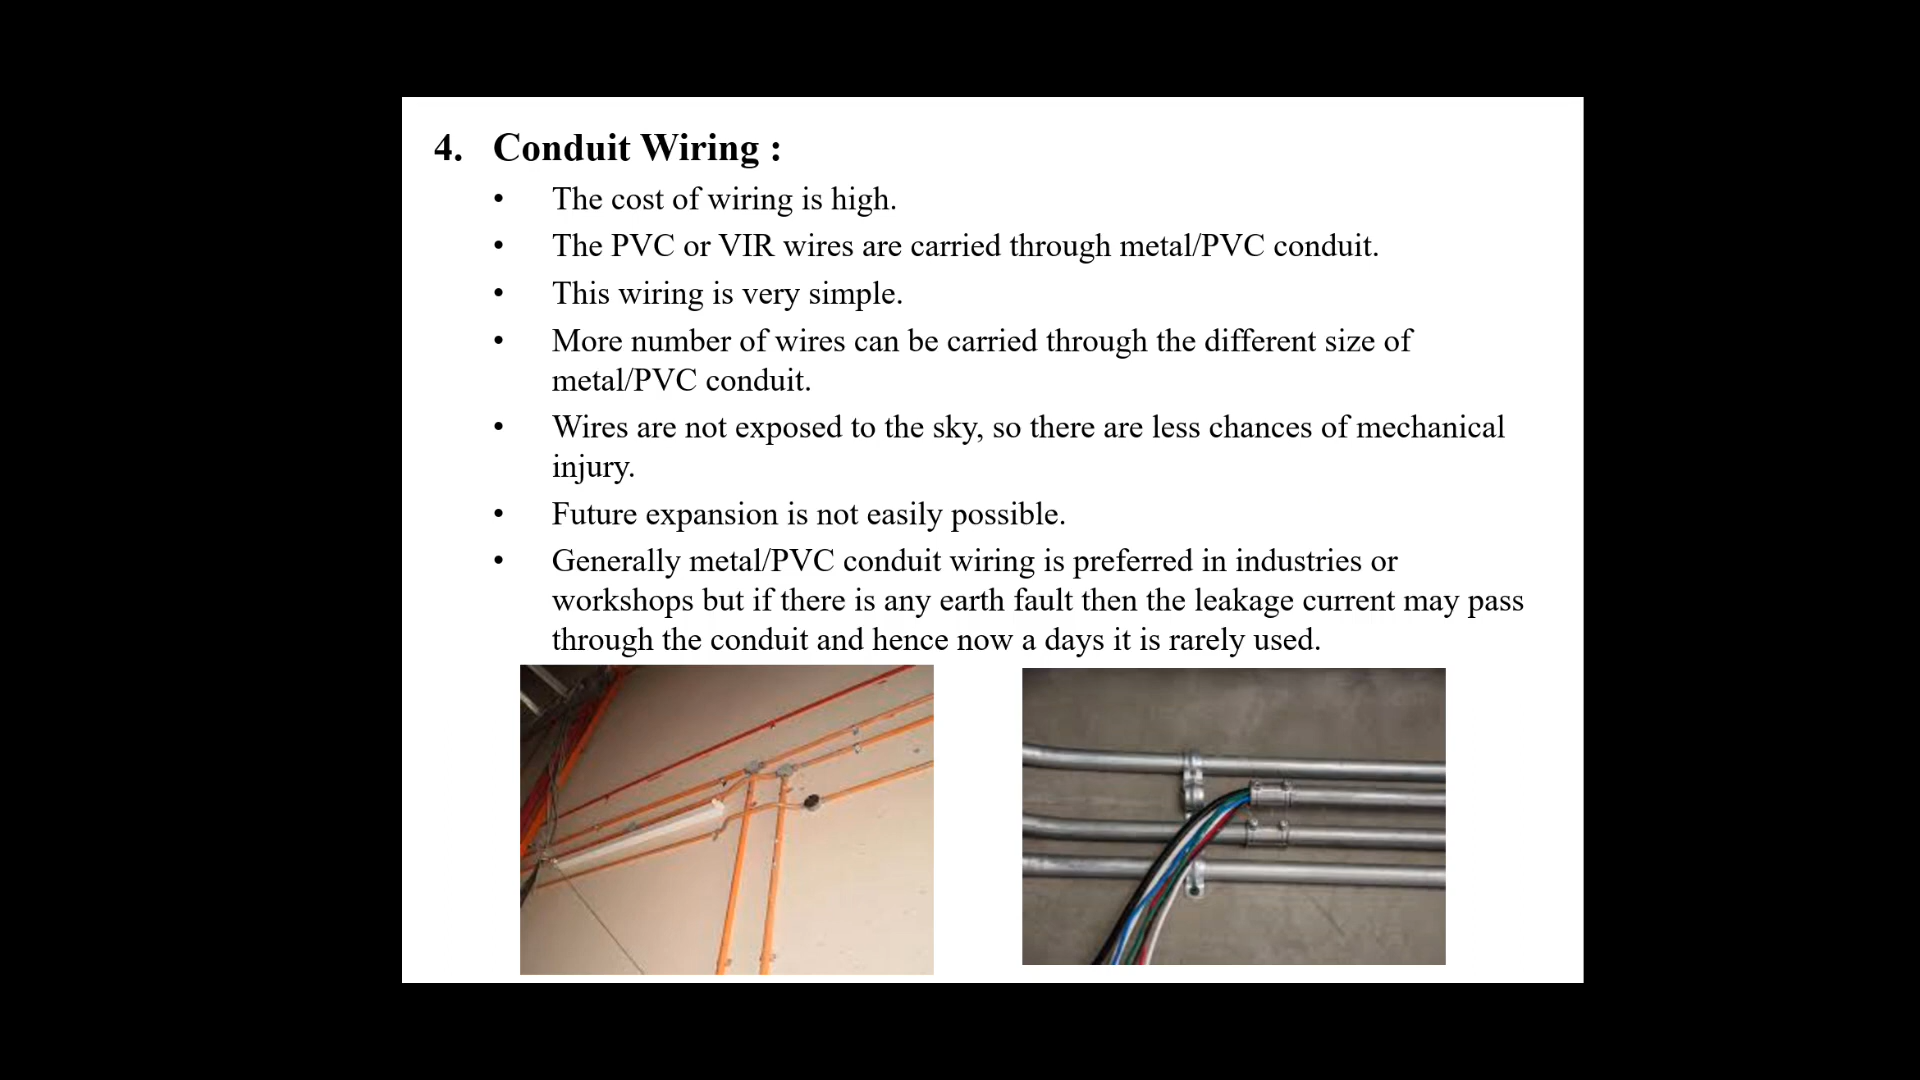 4. Conduit Wiring :
• The cost of wiring is high.
• The PVC or VIR wires are carried through metal/PVC conduit.
• This wiring is very simple.
• More number of wires can be carried through the different size of
metal/PVC conduit.
• Wires are not exposed to the sky, so there are less chances of mechanical
injury.
• Future expansion is not easily possible.
• Generally metal/PVC conduit wiring is preferred in industries or
workshops but if there is any earth fault then the leakage current may pass
through the conduit and hence now a days it is rarely used.